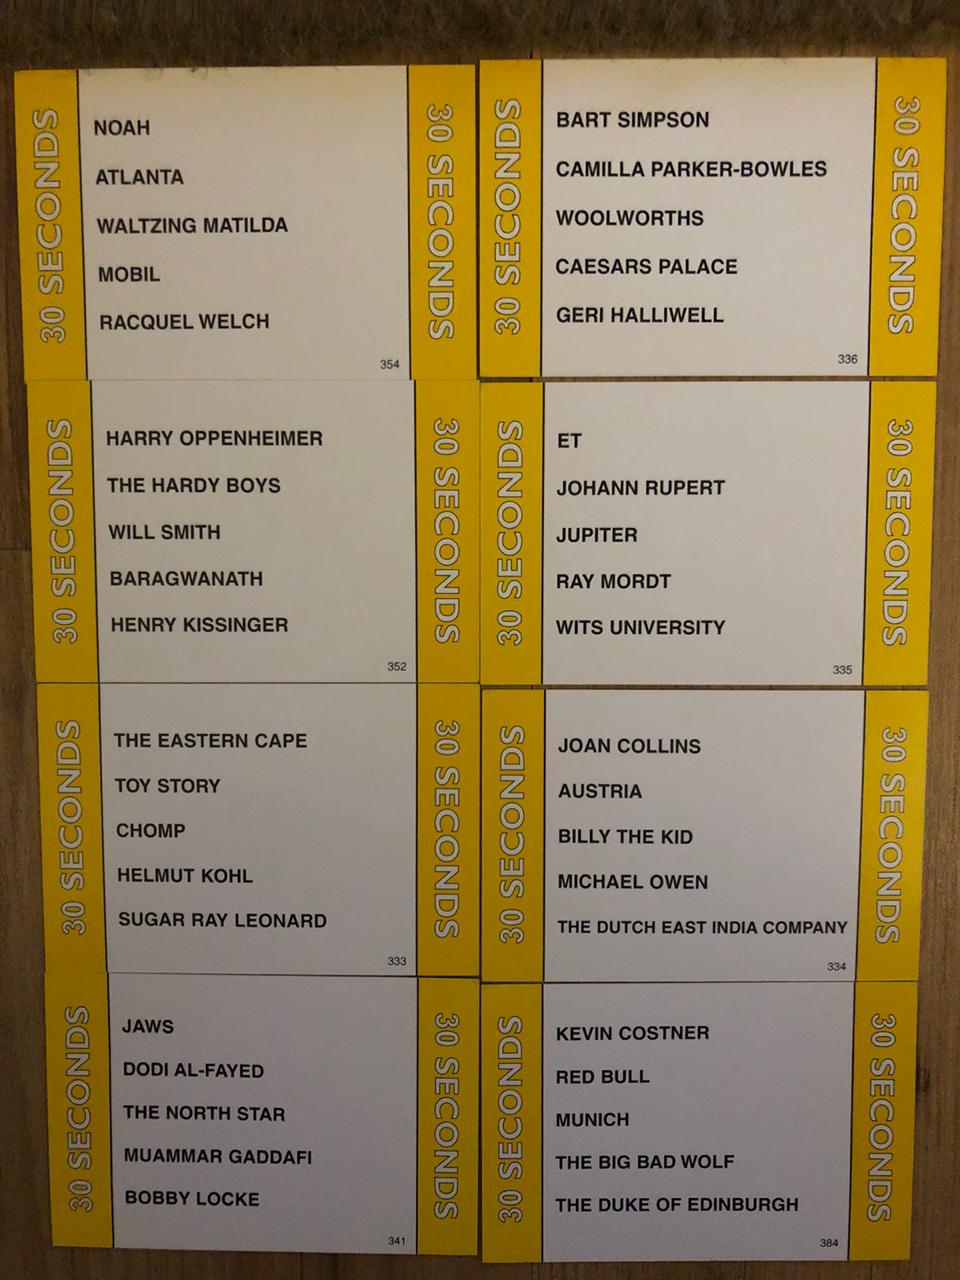 30 SECONDS
NOAH
ATLANTA
WALTZING MATILDA
MOBIL
RACQUEL WELCH
354
30 SECONDS
30 SECONDS
BART SIMPSON
CAMILLA PARKER-BOWLES
WOOLWORTHS
CAESARS PALACE
GERI HALLIWELL
336
30 SECONDS
30 SECONDS
HARRY OPPENHEIMER
THE HARDY BOYS
WILL SMITH
BARAGWANATH
HENRY KISSINGER
352
30 SECONDS
30 SECONDS
ET
JOHANN RUPERT
JUPITER
RAY MORDT
WITS UNIVERSITY
335
30 SECONDS
30 SECONDS
THE EASTERN CAPE
TOY STORY
CHOMP
HELMUT KOHL
SUGAR RAY LEONARD
333
30 SECONDS
30 SECONDS
JOAN COLLINS
AUSTRIA
BILLY THE KID
MICHAEL OWEN
THE DUTCH EAST INDIA COMPANY
334
30 SECONDS
30 SECONDS
JAWS
DODI AL-FAYED
THE NORTH STAR
MUAMMAR GADDAFI
BOBBY LOCKE
341
30 SECONDS
30 SECONDS
KEVIN COSTNER
RED BULL
MUNICH
THE BIG BAD WOLF
THE DUKE OF EDINBURGH
384
30 SECONDS